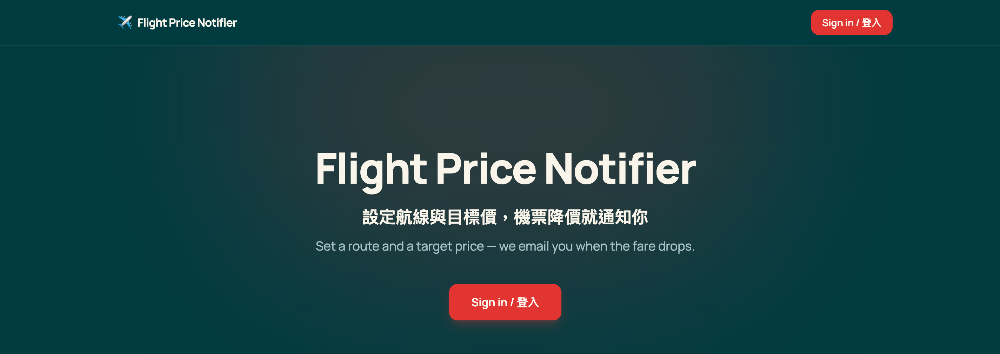 Flight Price Notifier
Sign in / 登入
Flight Price Notifier
設定航線與目標價，機票降價就通知你
Set a route and a target price — we email you when the fare drops.
Sign in / 登入